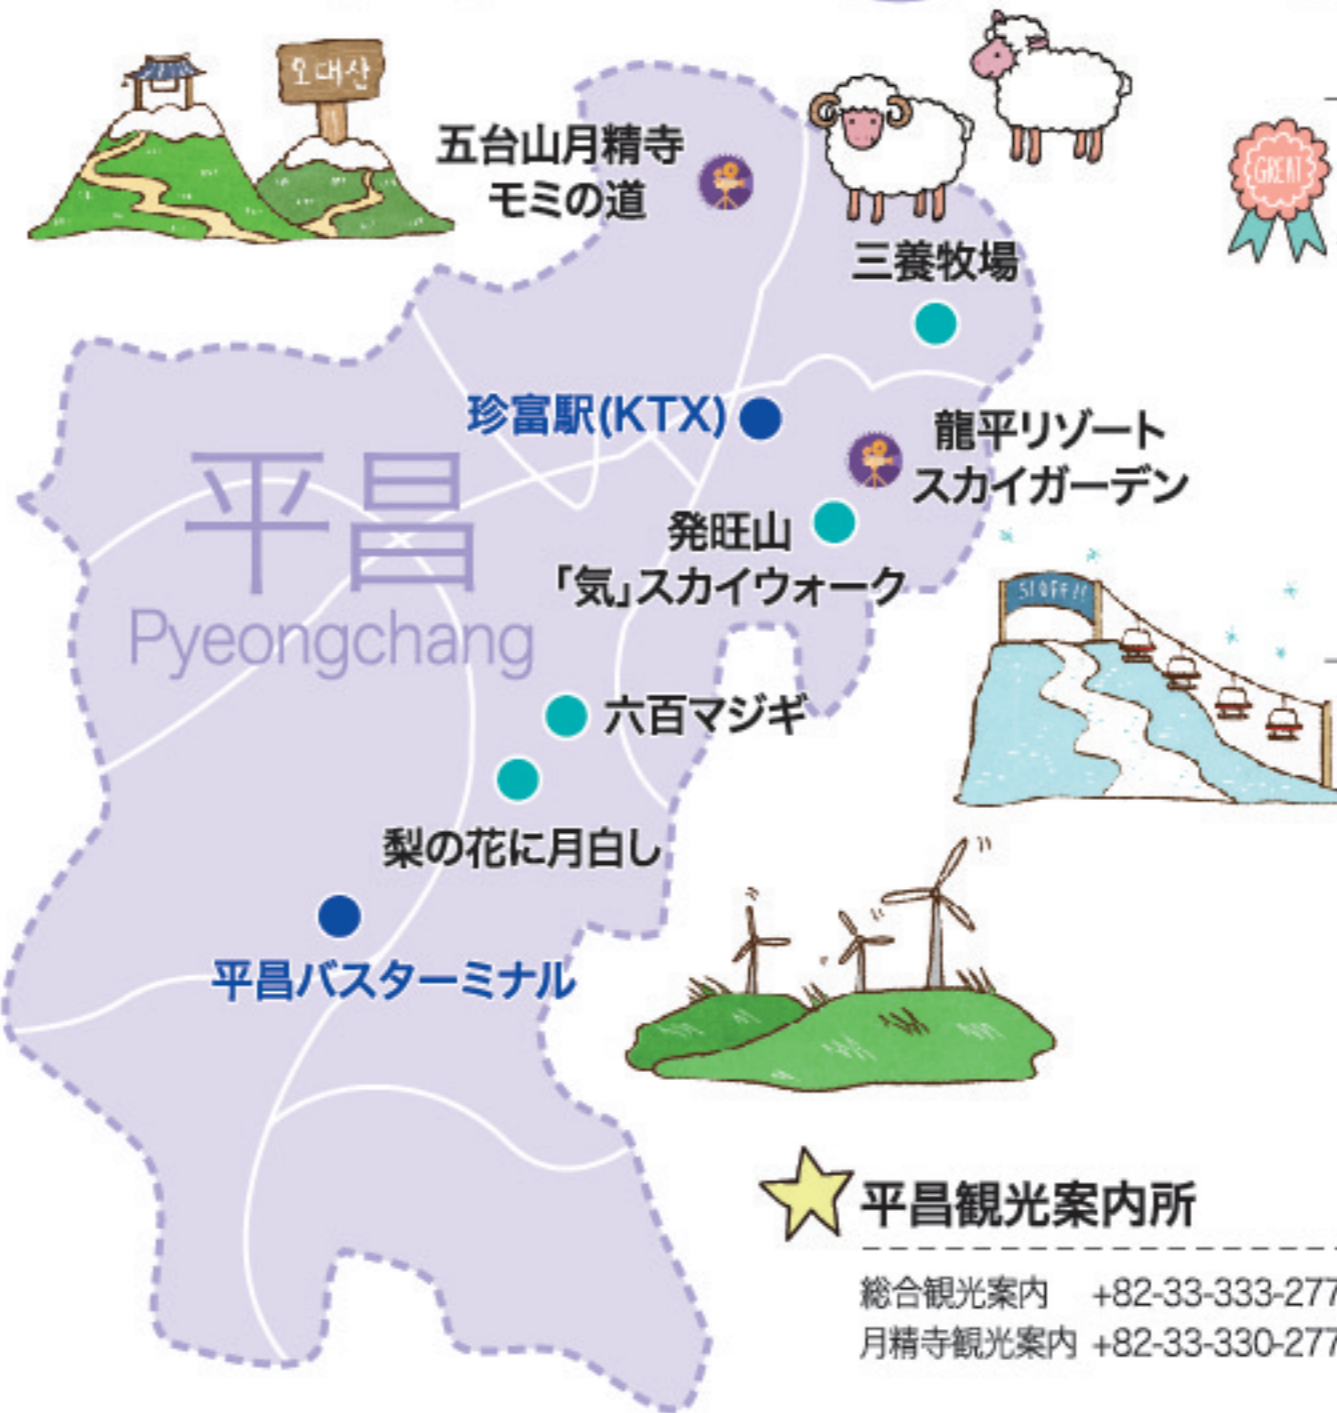 오대산
GREAT
五台山月精寺
モミの道
三養牧場
珍富駅(KTX)
龍平リゾート
スカイガーデン
平昌
Pyeongchang
発旺山
「気」スカイウォーク
六百マジギ
梨の花に月白し
平昌バスターミナル
平昌観光案内所
総合観光案内 +82-33-333-277
月精寺観光案内 +82-33-330-277